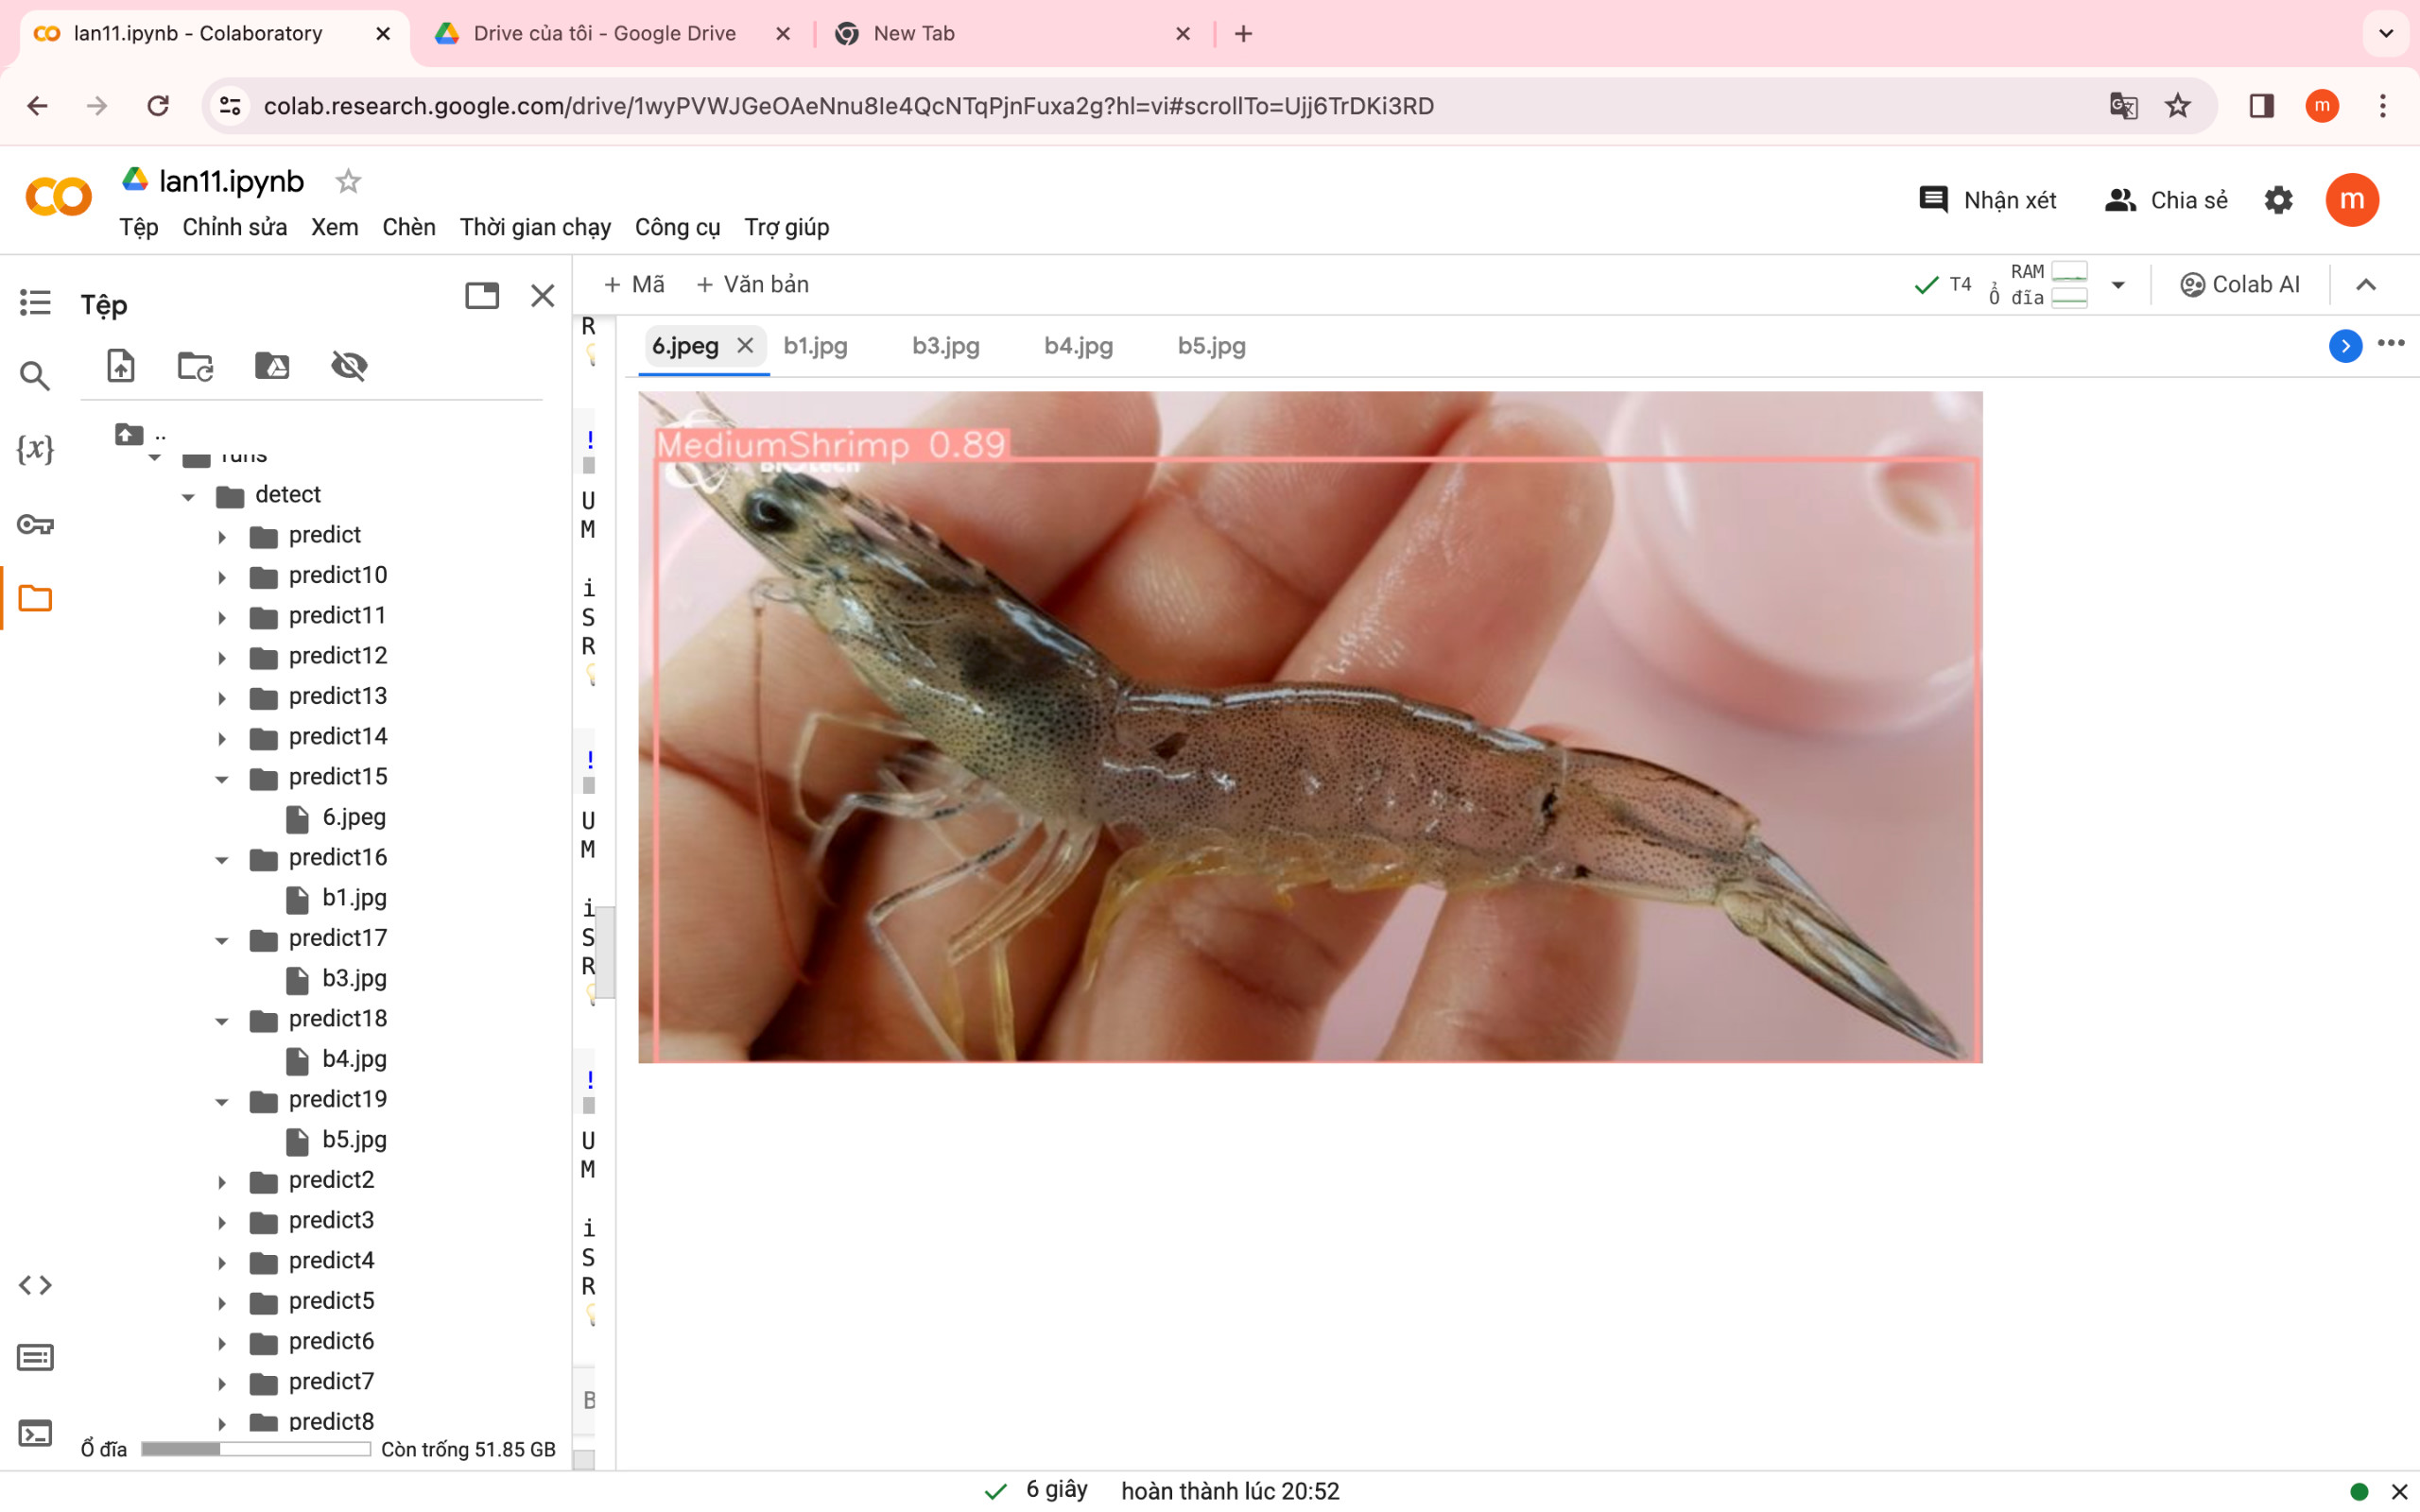 lan11.ipynb - Colaboratory
Drive của tôi - Google Drive
New Tab
colab.research.google.com/drive/1wyPVWJGeOAeNnu8Ie4QcNTqPjnFuxa2g?hl=vi#scrollTo=Ujj6TrDKi3RD
m
lan11.ipynb
Tệp Chỉnh sửa Xem Chèn Thời gian chạy Công cụ Trợ giúp
Nhận xét
Chia sẻ
m
Tệp
+ Mã + Văn bản
T4
RAM
Ổ đĩa
Colab AI
6.jpeg b1.jpg b3.jpg b4.jpg b5.jpg
MediumShrimp 0.89
{x}
..
runs
detect
predict
predict10
predict11
predict12
predict13
predict14
predict15
6.jpeg
predict16
b1.jpg
predict17
b3.jpg
predict18
b4.jpg
predict19
b5.jpg
predict2
predict3
predict4
predict5
predict6
predict7
predict8
Ổ đĩa
Còn trống 51.85 GB
R
!
U
M
i
S
R
!
U
M
i
S
R
!
U
M
i
S
R
6 giây hoàn thành lúc 20:52